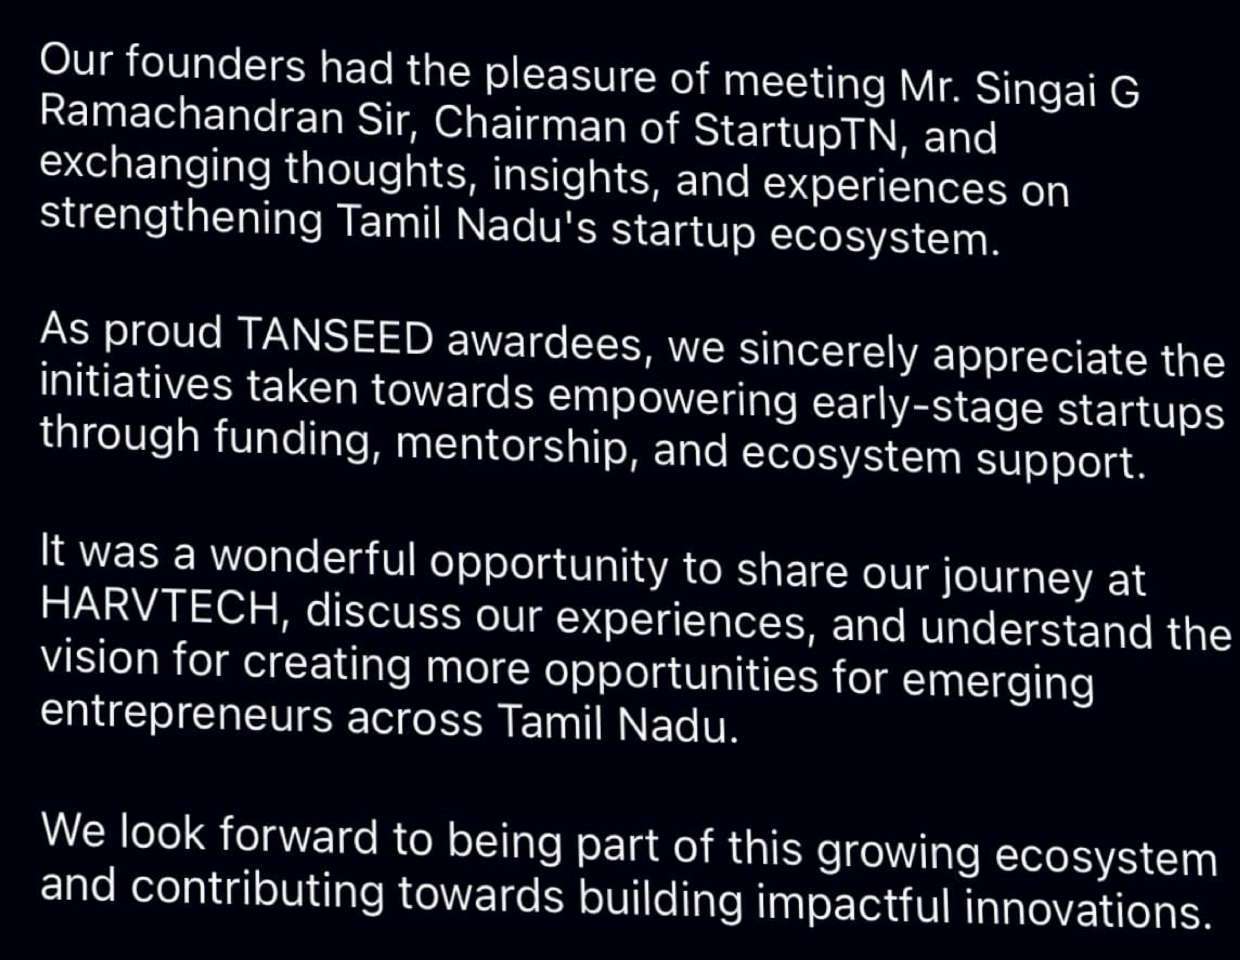 Our founders had the pleasure of meeting Mr. Singai G
Ramachandran Sir, Chairman of StartupTN, and
exchanging thoughts, insights, and experiences on
strengthening Tamil Nadu's startup ecosystem.
As proud TANSEED awardees, we sincerely appreciate the
initiatives taken towards empowering early-stage startups
through funding, mentorship, and ecosystem support.
It was a wonderful opportunity to share our journey at
HARVTECH, discuss our experiences, and understand the
vision for creating more opportunities for emerging
entrepreneurs across Tamil Nadu.
We look forward to being part of this growing ecosystem
and contributing towards building impactful innovations.